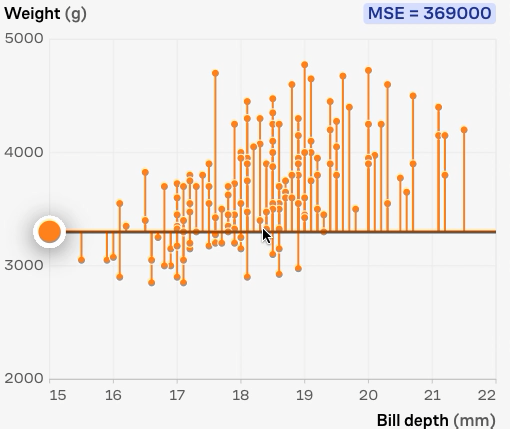 Weight (g)
MSE = 369000
5000
4000
3000
2000
15 16 17 18 19 20 21 22
Bill depth (mm)